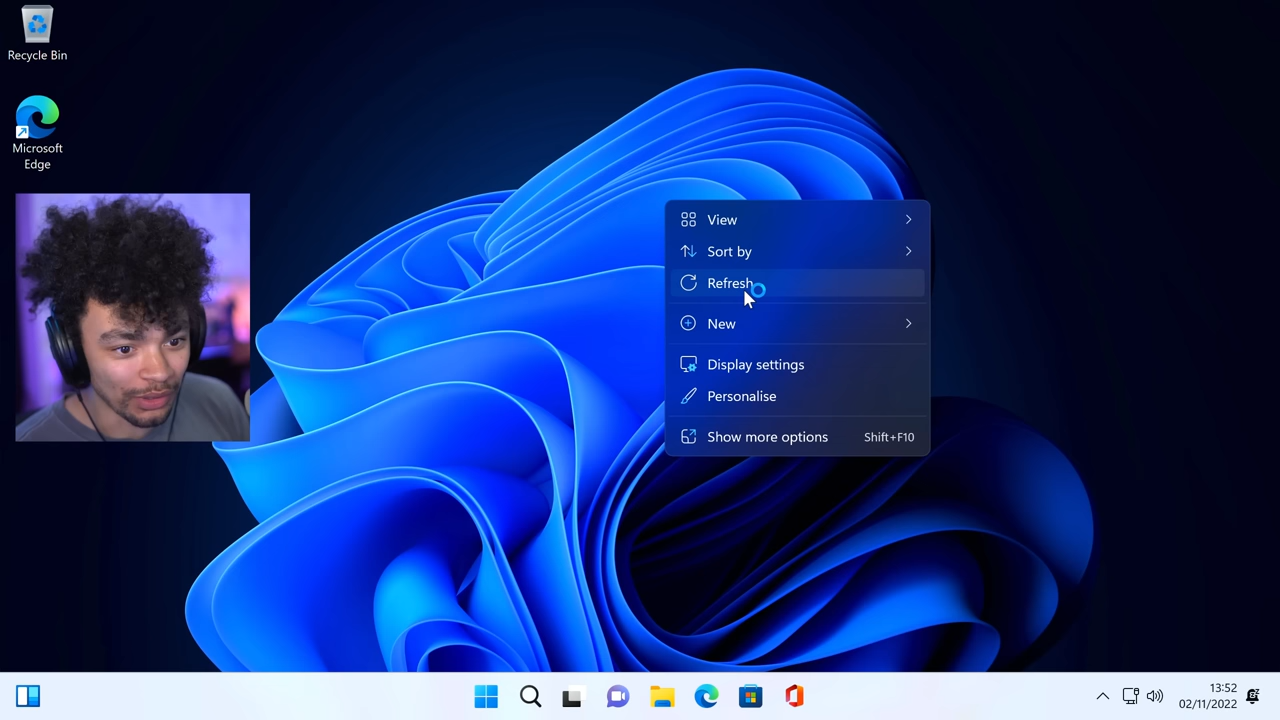 Recycle Bin
Microsoft
Edge
View
Sort by
Refresh
New
Display settings
Personalise
Show more options Shift+F10
13:52
02/11/2022